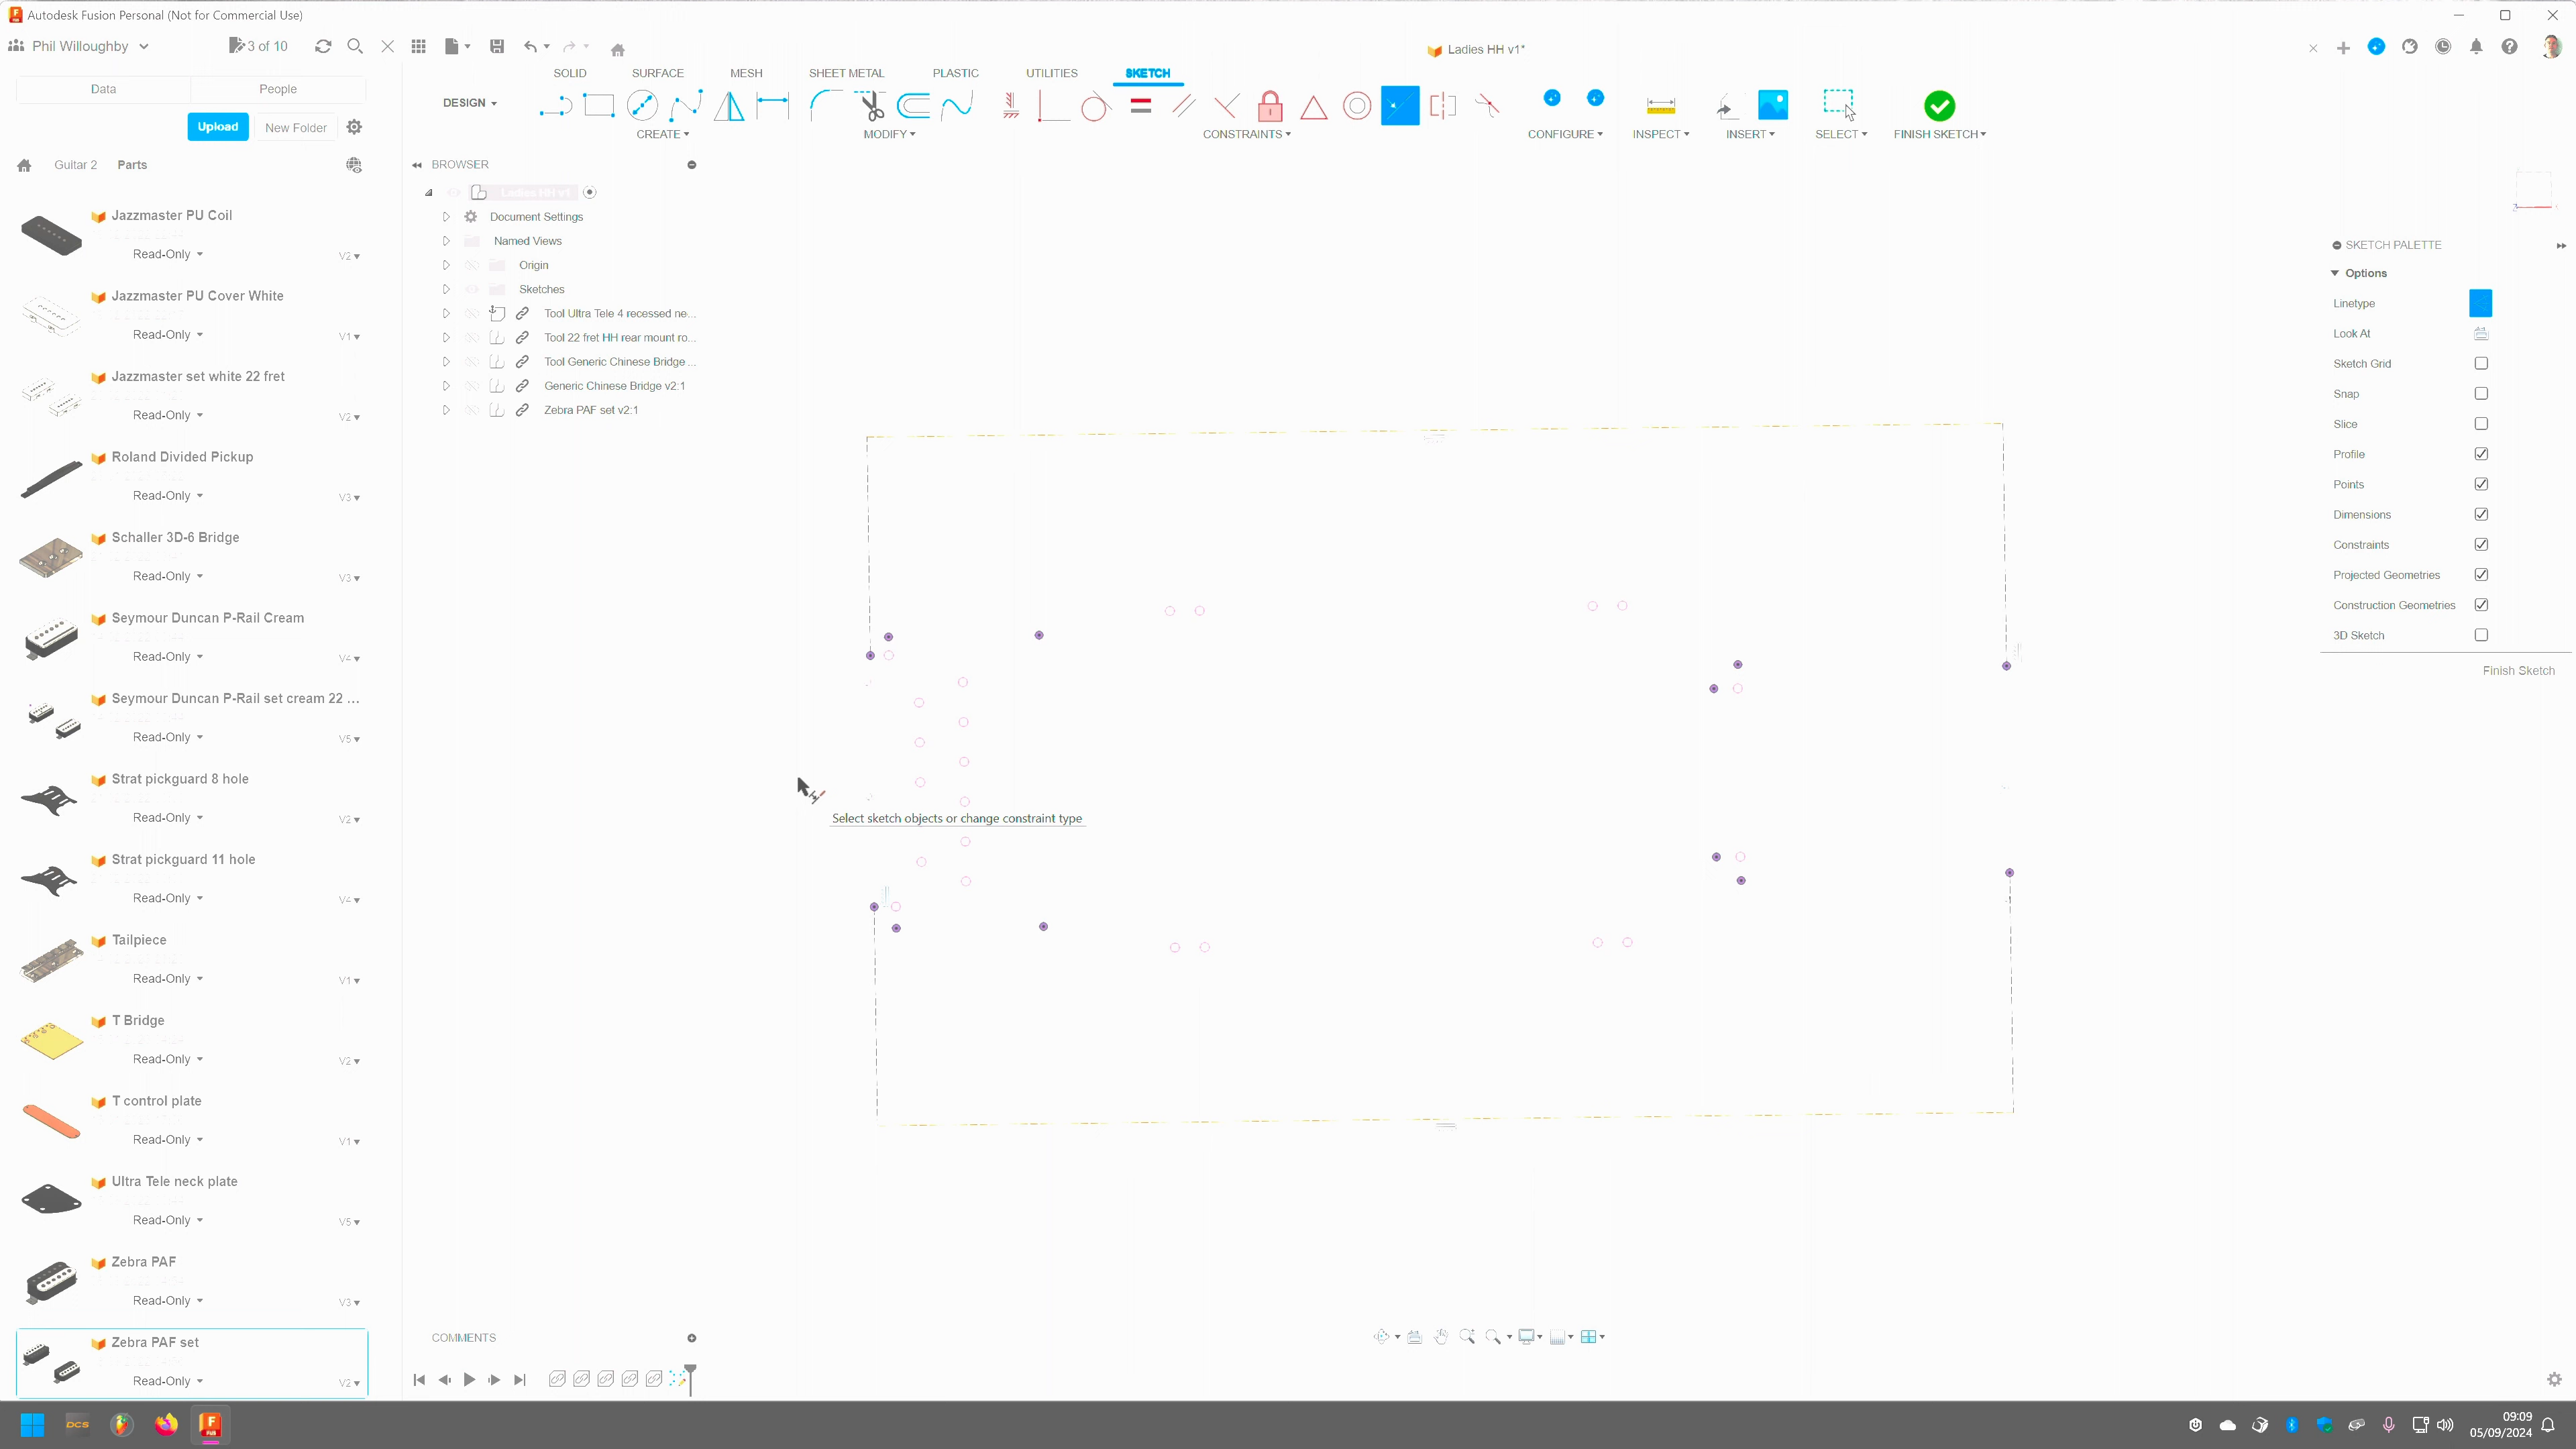 Autodesk Fusion Personal (Not for Commercial Use)
Phil Willoughby
3 of 10
Ladies HH v1*
Data
People
Upload
New Folder
Guitar 2
Parts
SOLID
SURFACE
MESH
SHEET METAL
PLASTIC
UTILITIES
SKETCH
DESIGN
CREATE
MODIFY
CONSTRAINTS
CONFIGURE
INSPECT
INSERT
SELECT
FINISH SKETCH
Jazzmaster PU Coil
Read-Only
V2
Jazzmaster PU Cover White
Read-Only
V1
Jazzmaster set white 22 fret
Read-Only
V2
Roland Divided Pickup
Read-Only
V3
Schaller 3D-6 Bridge
Read-Only
V3
Seymour Duncan P-Rail Cream
Read-Only
V4
Seymour Duncan P-Rail set cream 22 ...
Read-Only
V5
Strat pickguard 8 hole
Read-Only
V2
Strat pickguard 11 hole
Read-Only
V4
Tailpiece
Read-Only
V1
T Bridge
Read-Only
V2
T control plate
Read-Only
V1
Ultra Tele neck plate
Read-Only
V5
Zebra PAF
Read-Only
V3
Zebra PAF set
Read-Only
V2
BROWSER
Ladies HH v1
Document Settings
Named Views
Origin
Sketches
Tool Ultra Tele 4 recessed ne...
Tool 22 fret HH rear mount ro...
Tool Generic Chinese Bridge ...
Generic Chinese Bridge v2:1
Zebra PAF set v2:1
Select sketch objects or change constraint type
SKETCH PALETTE
Options
Linetype
Look At
Sketch Grid
Snap
Slice
Profile
Points
Dimensions
Constraints
Projected Geometries
Construction Geometries
3D Sketch
Finish Sketch
COMMENTS
DCS
09:09
05/09/2024